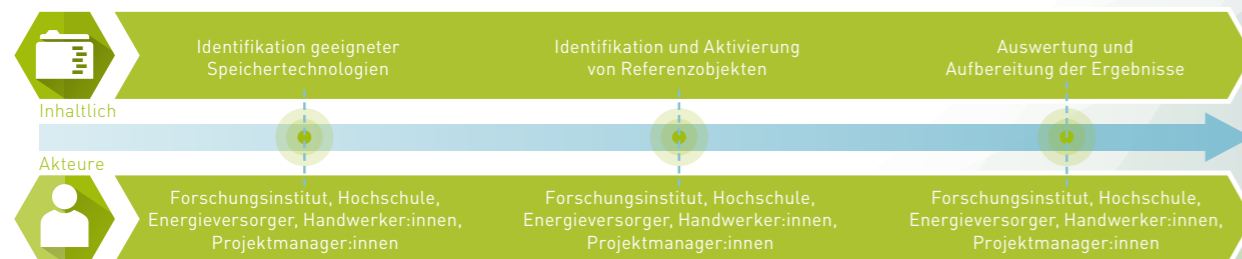 Identifikation geeigneter
Speichertechnologien
Identifikation und Aktivierung
von Referenzobjekten
Auswertung und
Aufbereitung der Ergebnisse
Inhaltlich
Akteure
Forschungsinstitut, Hochschule,
Energieversorger, Handwerker:innen,
Projektmanager:innen
Forschungsinstitut, Hochschule,
Energieversorger, Handwerker:innen,
Projektmanager:innen
Forschungsinstitut, Hochschule,
Energieversorger, Handwerker:innen,
Projektmanager:innen